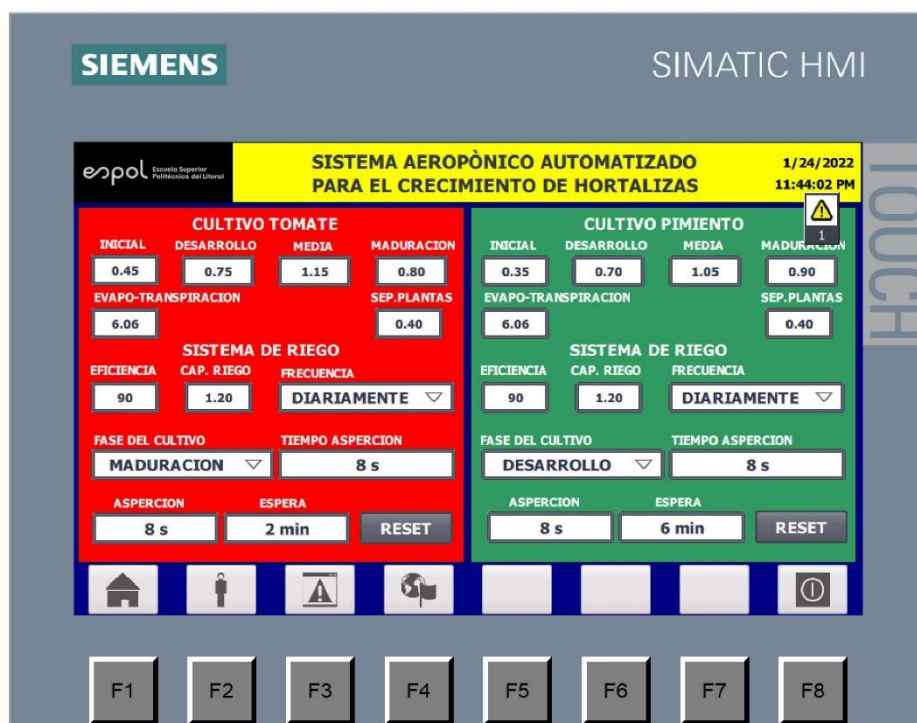 SIEMENS
SIMATIC HMI
TOUCH
espol Escuela Superior
Politécnica del Litoral
SISTEMA AEROPÒNICO AUTOMATIZADO
PARA EL CRECIMIENTO DE HORTALIZAS
1/24/2022
11:44:02 PM
1
CULTIVO TOMATE
INICIAL DESARROLLO MEDIA MADURACION
0.45 0.75 1.15 0.80
EVAPO-TRANSPIRACION SEP.PLANTAS
6.06 0.40
SISTEMA DE RIEGO
EFICIENCIA CAP. RIEGO FRECUENCIA
90 1.20 DIARIAMENTE
FASE DEL CULTIVO TIEMPO ASPERCION
MADURACION 8 s
ASPERCION ESPERA
8 s 2 min RESET
CULTIVO PIMIENTO
INICIAL DESARROLLO MEDIA MADURACION
0.35 0.70 1.05 0.90
EVAPO-TRANSPIRACION SEP.PLANTAS
6.06 0.40
SISTEMA DE RIEGO
EFICIENCIA CAP. RIEGO FRECUENCIA
90 1.20 DIARIAMENTE
FASE DEL CULTIVO TIEMPO ASPERCION
DESARROLLO 8 s
ASPERCION ESPERA
8 s 6 min RESET
F1 F2 F3 F4 F5 F6 F7 F8